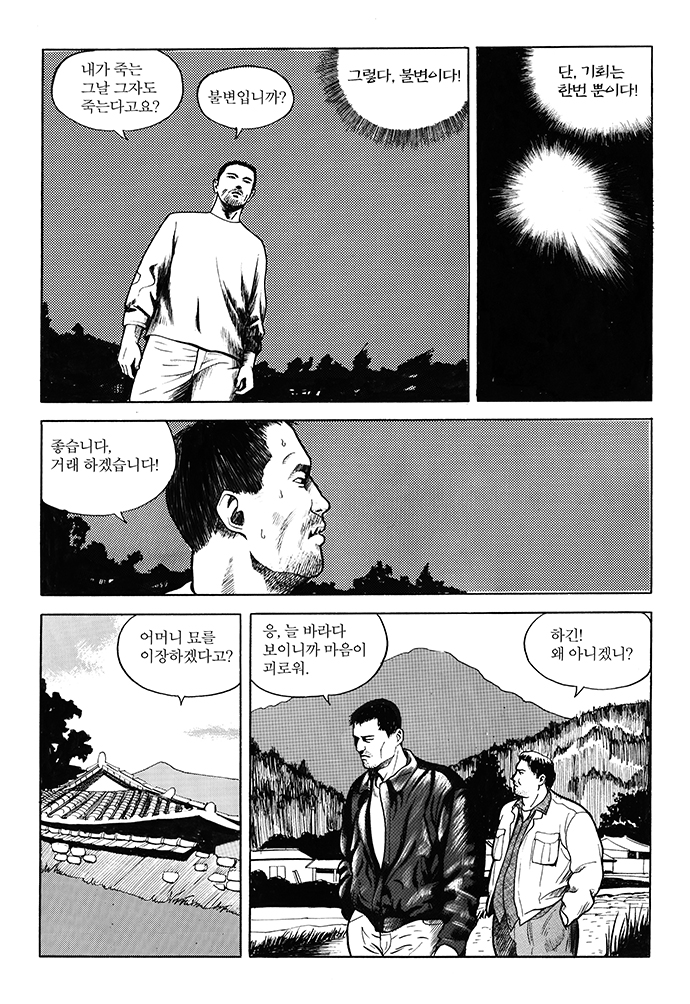 내가 죽는
그날 그자도
죽는다고요?
불변입니까?
그렇다, 불변이다!
단, 기회는
한번 뿐이다!
좋습니다,
거래 하겠습니다!
어머니 묘를
이장하겠다고?
응, 늘 바라다
보이니까 마음이
괴로워.
하긴!
왜 아니겠니?